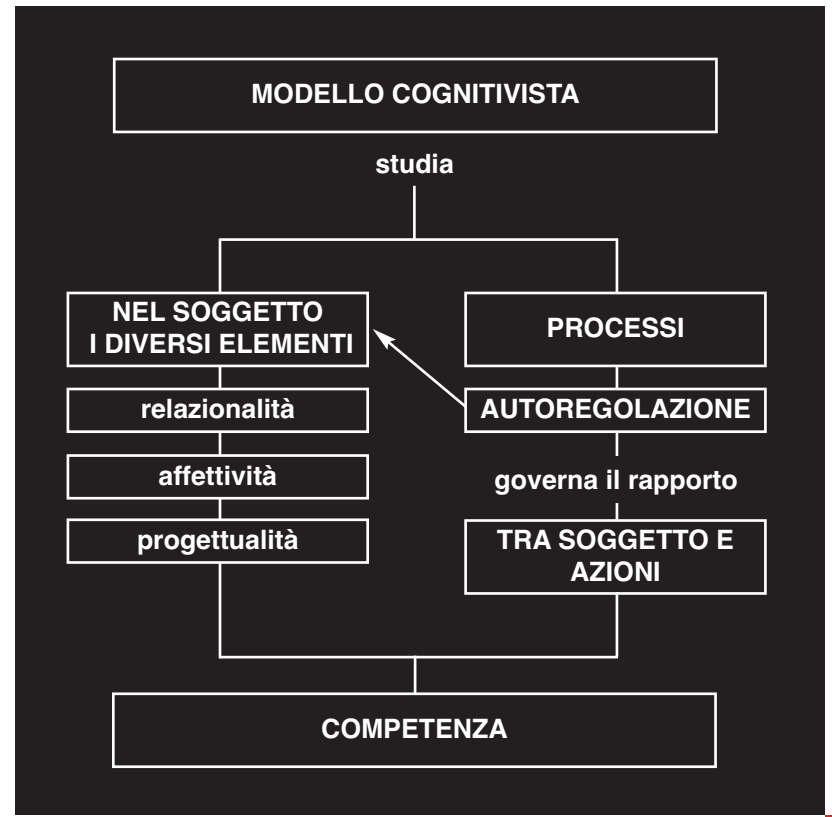 MODELLO COGNITIVISTA
studia
NEL SOGGETTO
I DIVERSI ELEMENTI
relazionalità
affettività
progettualità
PROCESSI
AUTOREGOLAZIONE
governa il rapporto
TRA SOGGETTO E
AZIONI
COMPETENZA